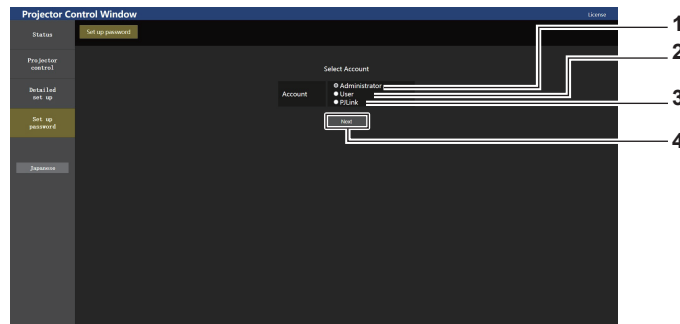 Projector Control Window
License
Status
Set up password
Projector
control
Detailed
set up
Set up
password
Japanese
Select Account
Account
Administrator
User
PJLink
Next
1
2
3
4